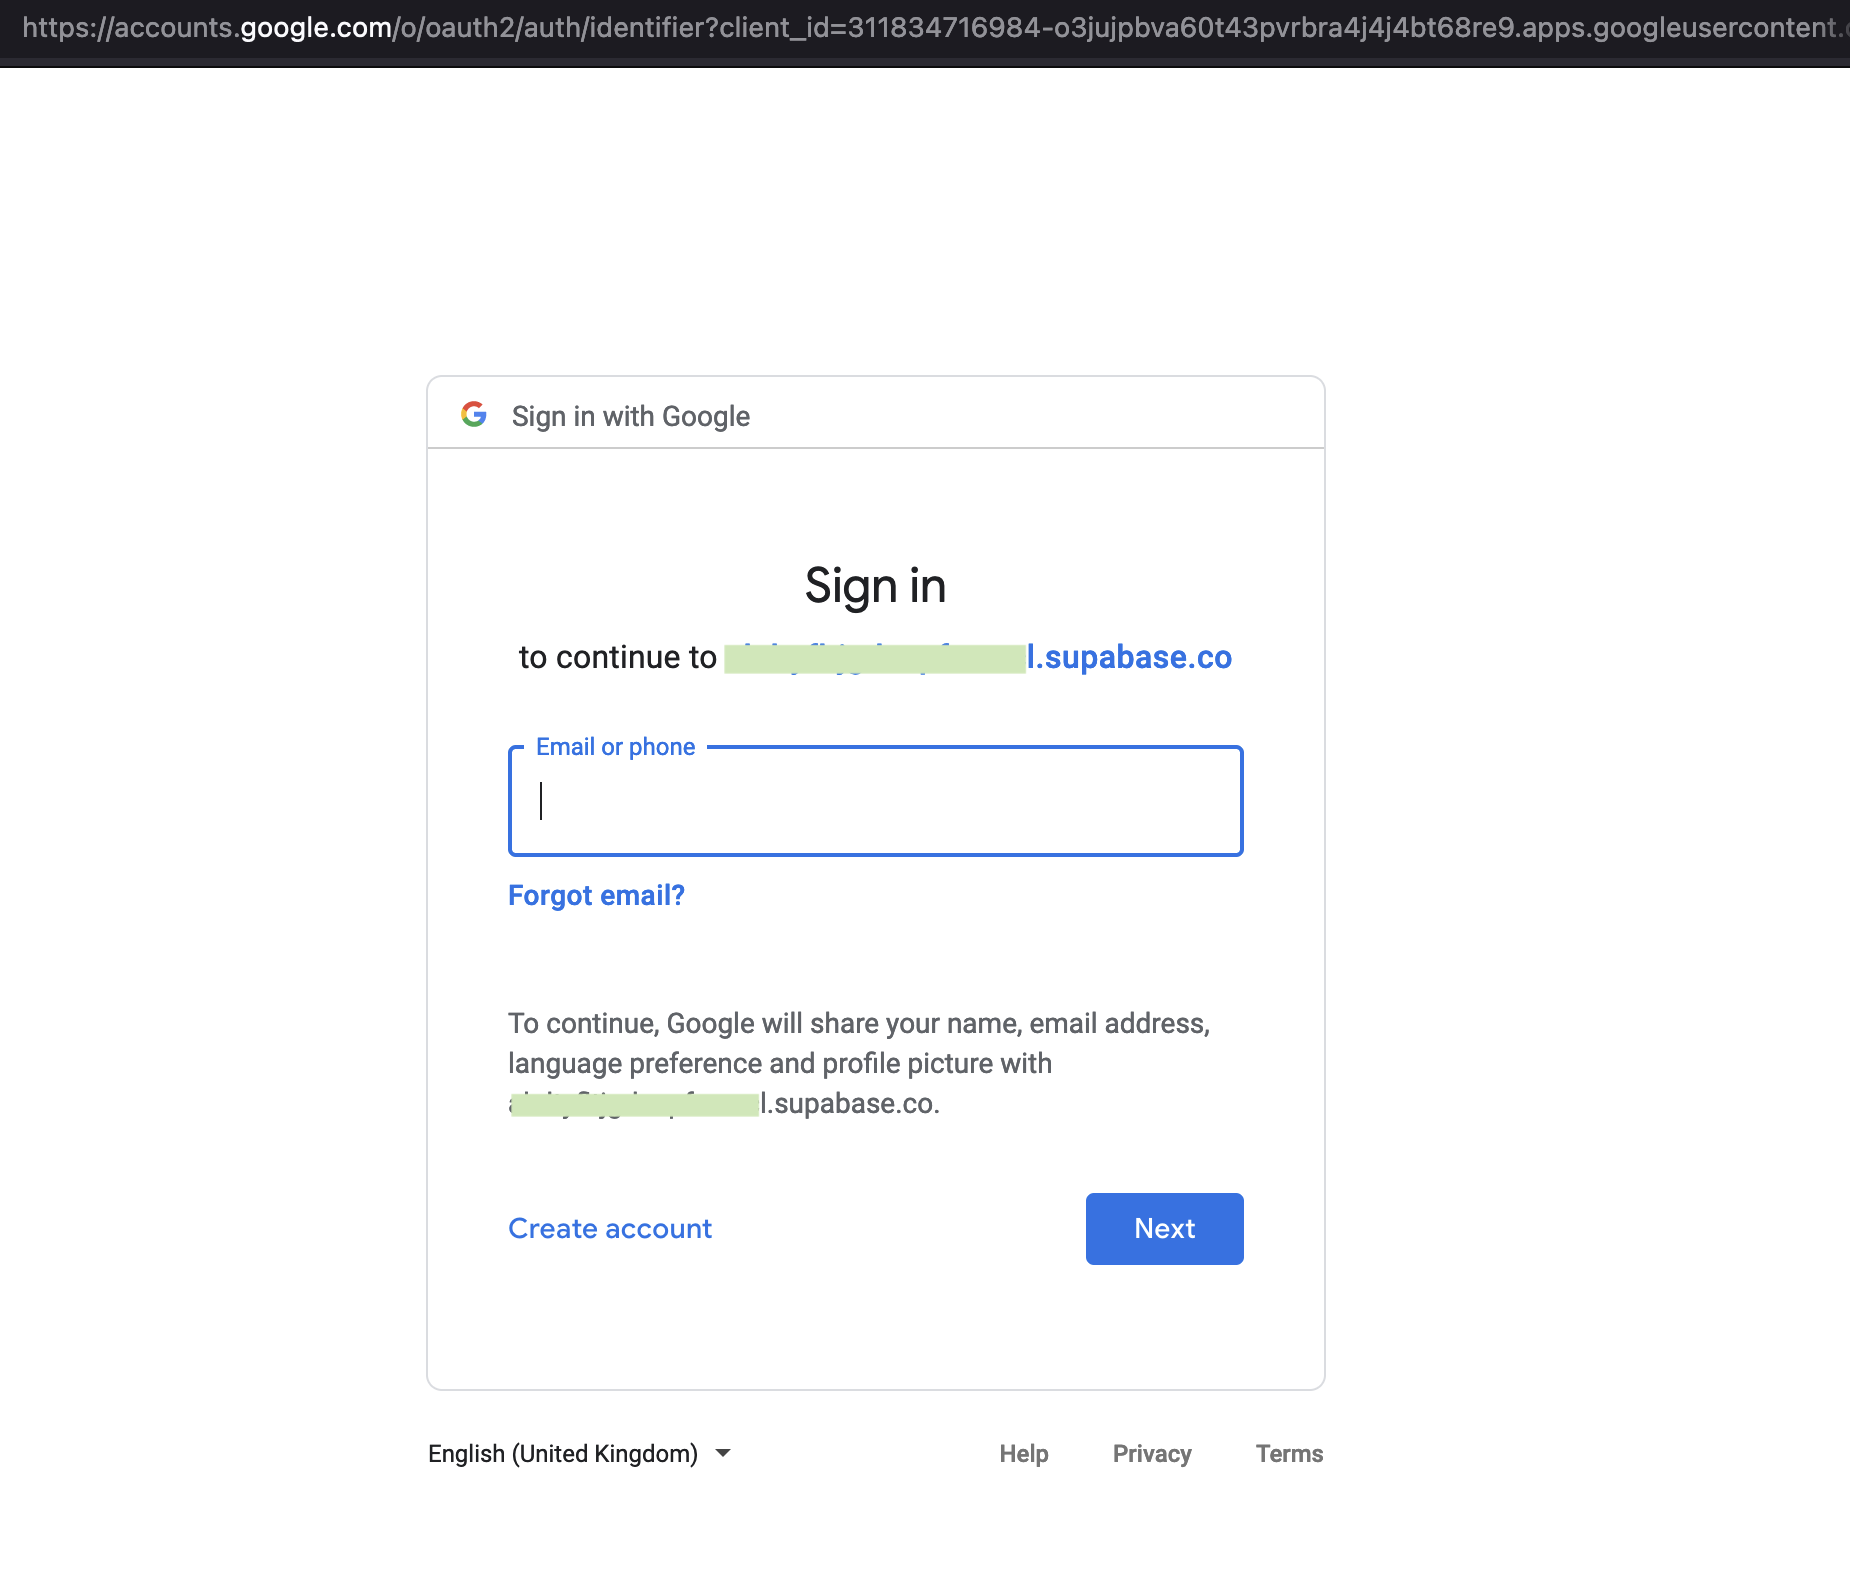 https://accounts.google.com/o/oauth2/auth/identifier?client_id=311834716984-o3jujpbva60t43pvrbra4j4j4bt68re9.apps.googleusercontent.
Sign in with Google
Sign in
to continue to l.supabase.co
Email or phone
Forgot email?
To continue, Google will share your name, email address,
language preference and profile picture with
l.supabase.co.
Create account
Next
English (United Kingdom)
Help
Privacy
Terms